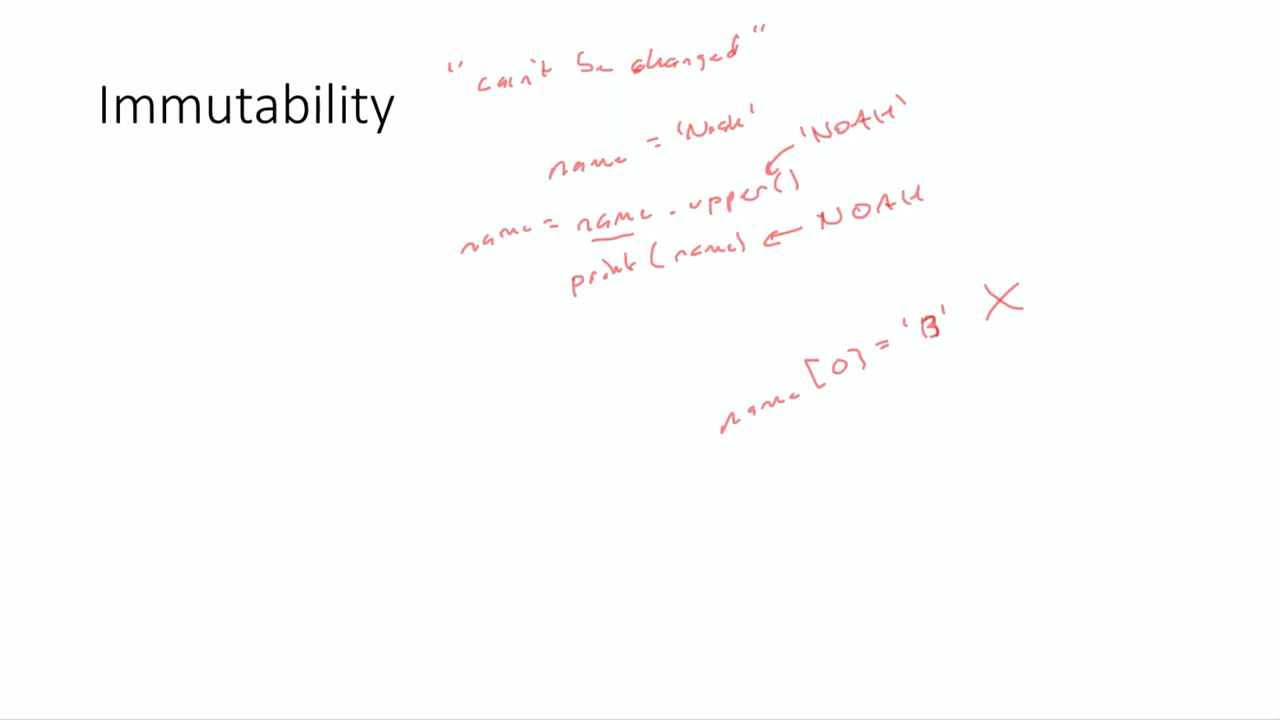 "can't be changed"
Immutability
name = 'Noah'
'NOAH'
name = name.upper()
print(name) ← NOAH
name[0] = 'B' X